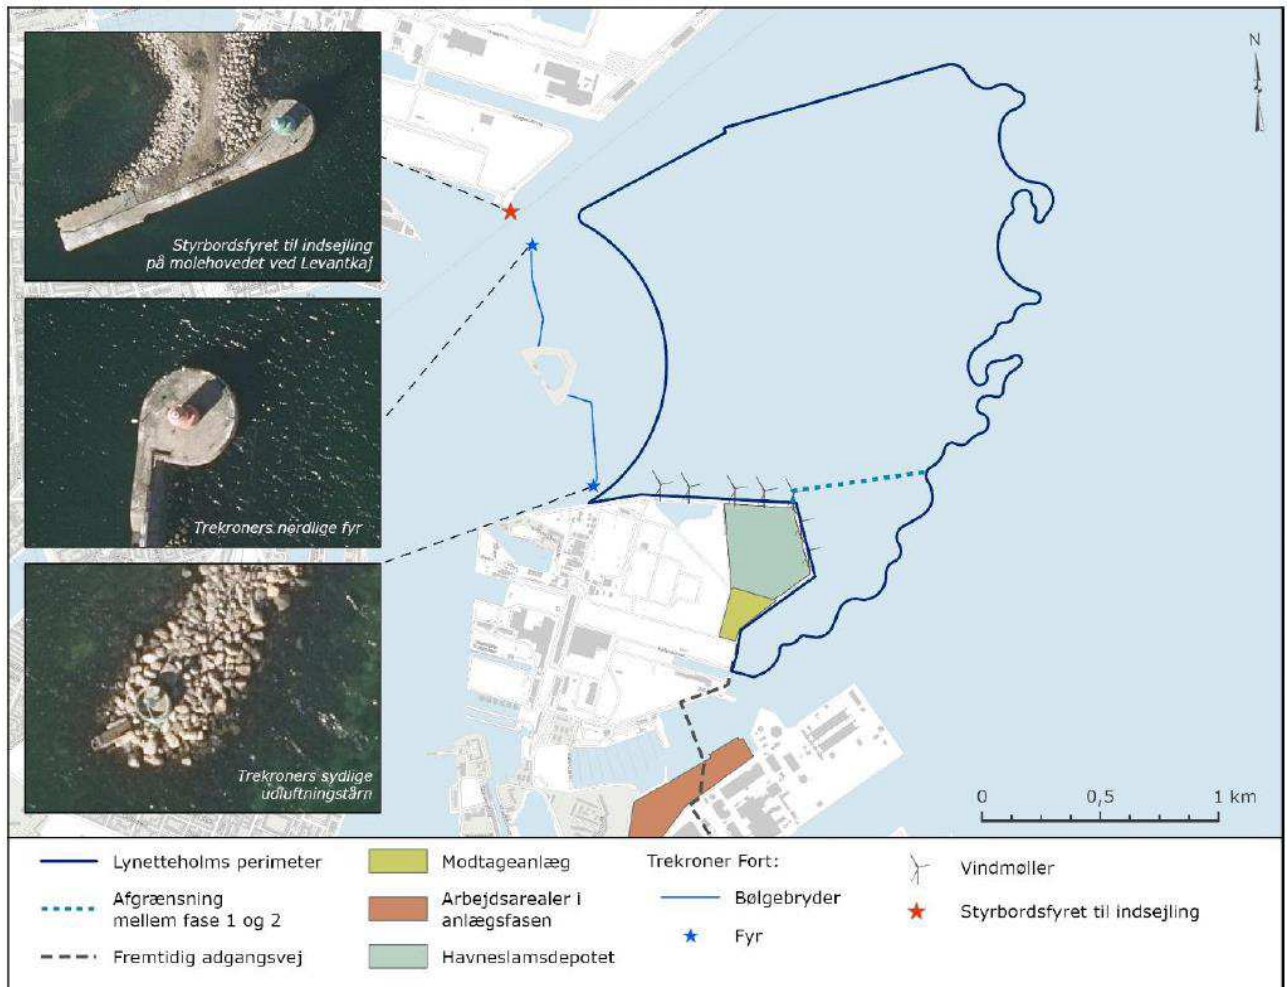 Styrbordsfyret til indsejling
på molehovedet ved Levantkaj
Trekroners nordlige fyr
Trekroners sydlige
udluftningstårn
N
0 0,5 1 km
Lynetteholms perimeter
Afgrænsning
mellem fase 1 og 2
Fremtidig adgangsvej
Modtageanlæg
Arbejdsarealer i
anlægsfasen
Havneslamsdepotet
Trekroner Fort:
Bølgebryder
Fyr
Vindmøller
Styrbordsfyret til indsejling